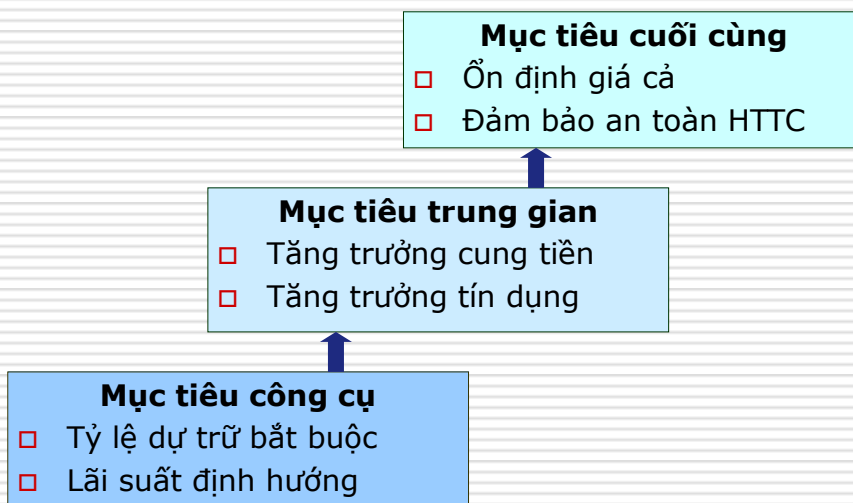 Mục tiêu cuối cùng
Ổn định giá cả
Đảm bảo an toàn HTTC
Mục tiêu trung gian
Tăng trưởng cung tiền
Tăng trưởng tín dụng
Mục tiêu công cụ
Tỷ lệ dự trữ bắt buộc
Lãi suất định hướng